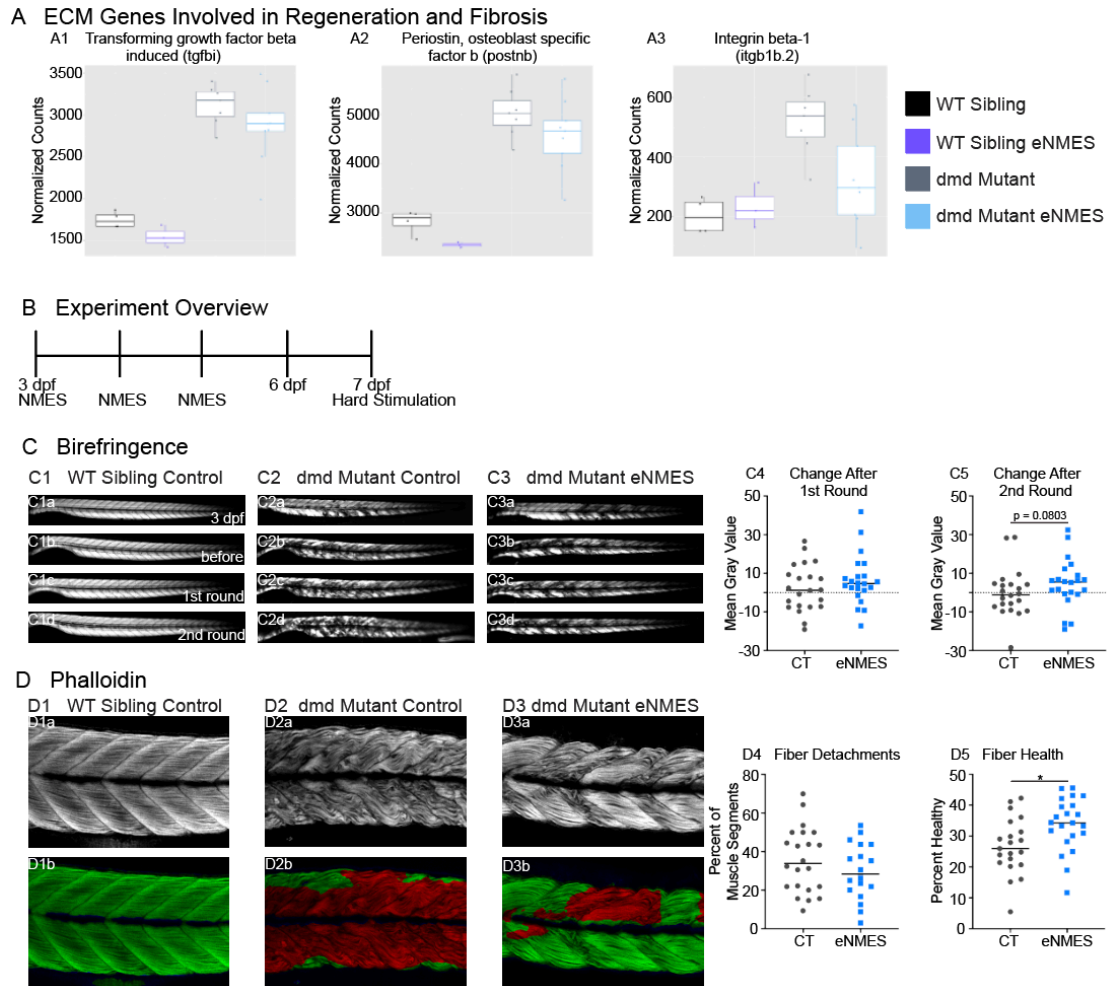 A ECM Genes Involved in Regeneration and Fibrosis
A1 Transforming growth factor beta
induced (tgfbi)
Normalized Counts
3500
3000
2500
2000
1500
A2 Periostin, osteoblast specific
factor b (postnb)
Normalized Counts
5000
4000
3000
A3 Integrin beta-1
(itgb1b.2)
Normalized Counts
600
400
200
WT Sibling
WT Sibling eNMES
dmd Mutant
dmd Mutant eNMES
B Experiment Overview
3 dpf
NMES
NMES
NMES
6 dpf
7 dpf
Hard Stimulation
C Birefringence
C1 WT Sibling Control
C1a
3 dpf
C1b
before
C1c
1st round
C1d
2nd round
C2 dmd Mutant Control
C2a
C2b
C2c
C2d
C3 dmd Mutant eNMES
C3a
C3b
C3c
C3d
C4 Change After
1st Round
Mean Gray Value
50
30
10
-10
-30
CT eNMES
C5 Change After
2nd Round
p = 0.0803
Mean Gray Value
50
30
10
-10
-30
CT eNMES
D Phalloidin
D1 WT Sibling Control
D1a
D1b
D2 dmd Mutant Control
D2a
D2b
D3 dmd Mutant eNMES
D3a
D3b
D4 Fiber Detachments
Percent of
Muscle Segments
80
60
40
20
0
CT eNMES
D5 Fiber Health
*
Percent Healthy
50
40
30
20
10
0
CT eNMES